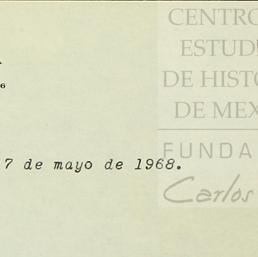 CENTRO
ESTUD
DE HISTO
DE MEX
FUNDA
Carlos
7 de mayo de 1968.